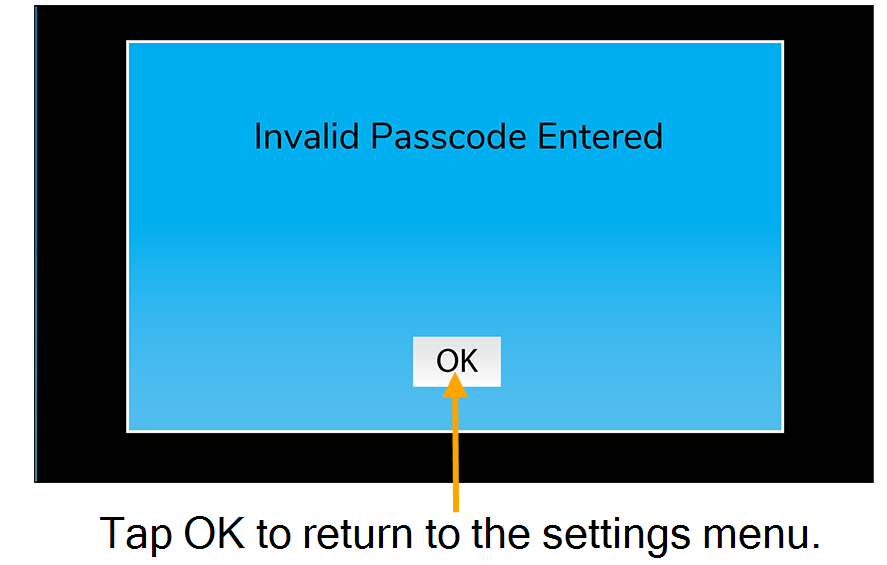 Invalid Passcode Entered
OK
Tap OK to return to the settings menu.